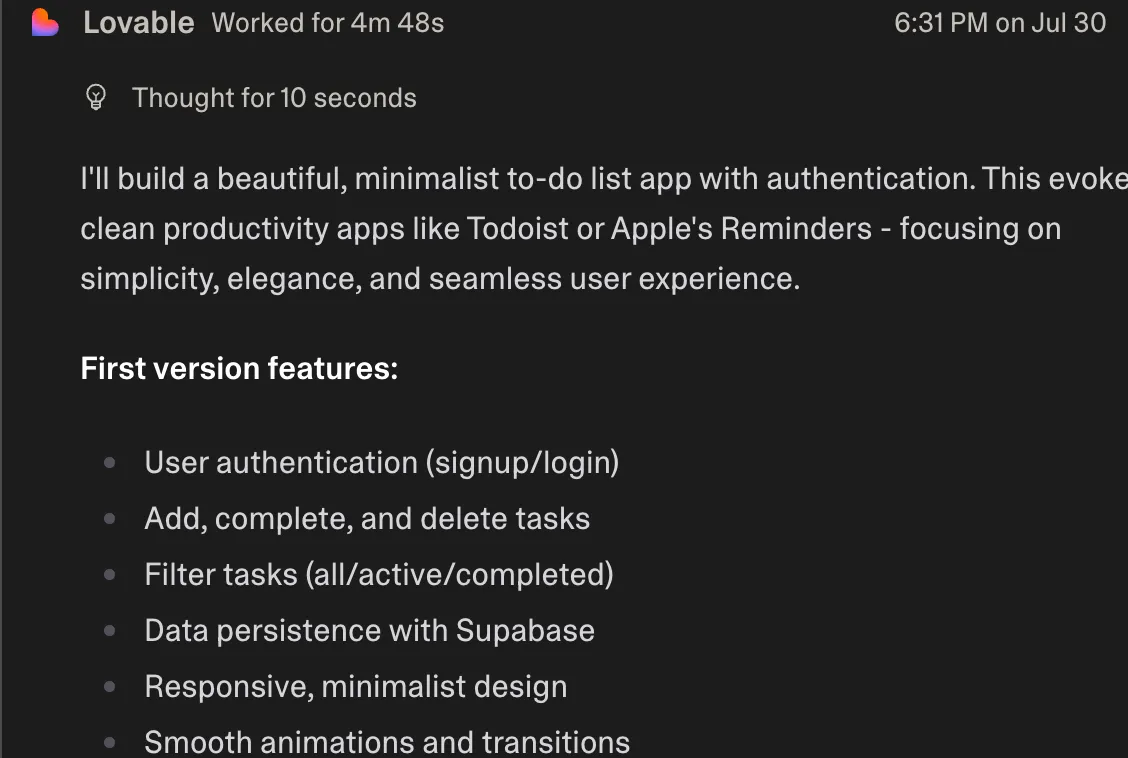 Lovable Worked for 4m 48s 6:31 PM on Jul 30
Thought for 10 seconds
I'll build a beautiful, minimalist to-do list app with authentication. This evoke
clean productivity apps like Todoist or Apple's Reminders - focusing on
simplicity, elegance, and seamless user experience.
First version features:
User authentication (signup/login)
Add, complete, and delete tasks
Filter tasks (all/active/completed)
Data persistence with Supabase
Responsive, minimalist design
Smooth animations and transitions